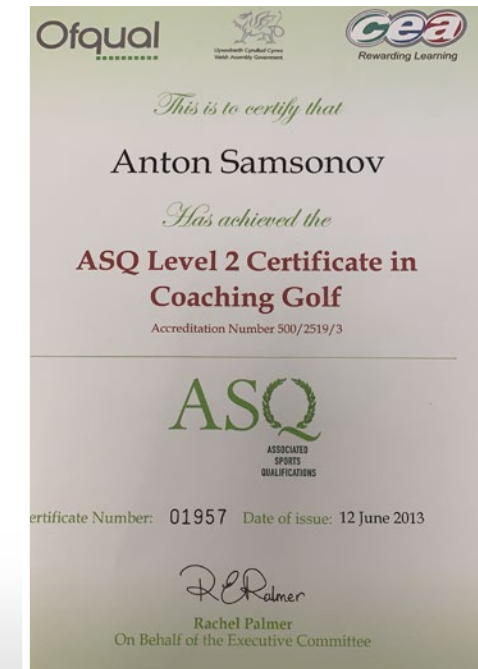 Ofqual
Llywodraeth Cynulliad Cymru
Welsh Assembly Government
cea
Rewarding Learning
This is to certify that
Anton Samsonov
Has achieved the
ASQ Level 2 Certificate in
Coaching Golf
Accreditation Number 500/2519/3
ASQ
ASSOCIATED
SPORTS
QUALIFICATIONS
ertificate Number: 01957 Date of issue: 12 June 2013
R E Palmer
Rachel Palmer
On Behalf of the Executive Committee